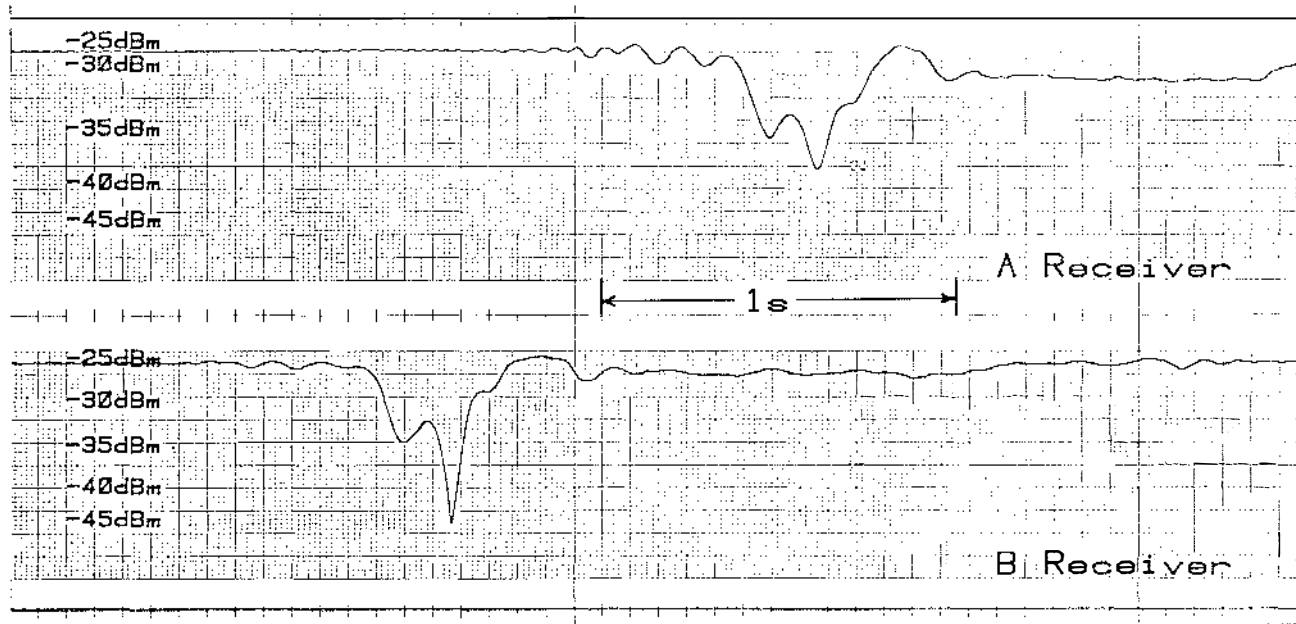 -25dBm
-30dBm
-35dBm
-40dBm
-45dBm
A Receiver
1s
-25dBm
-30dBm
-35dBm
-40dBm
-45dBm
B Receiver